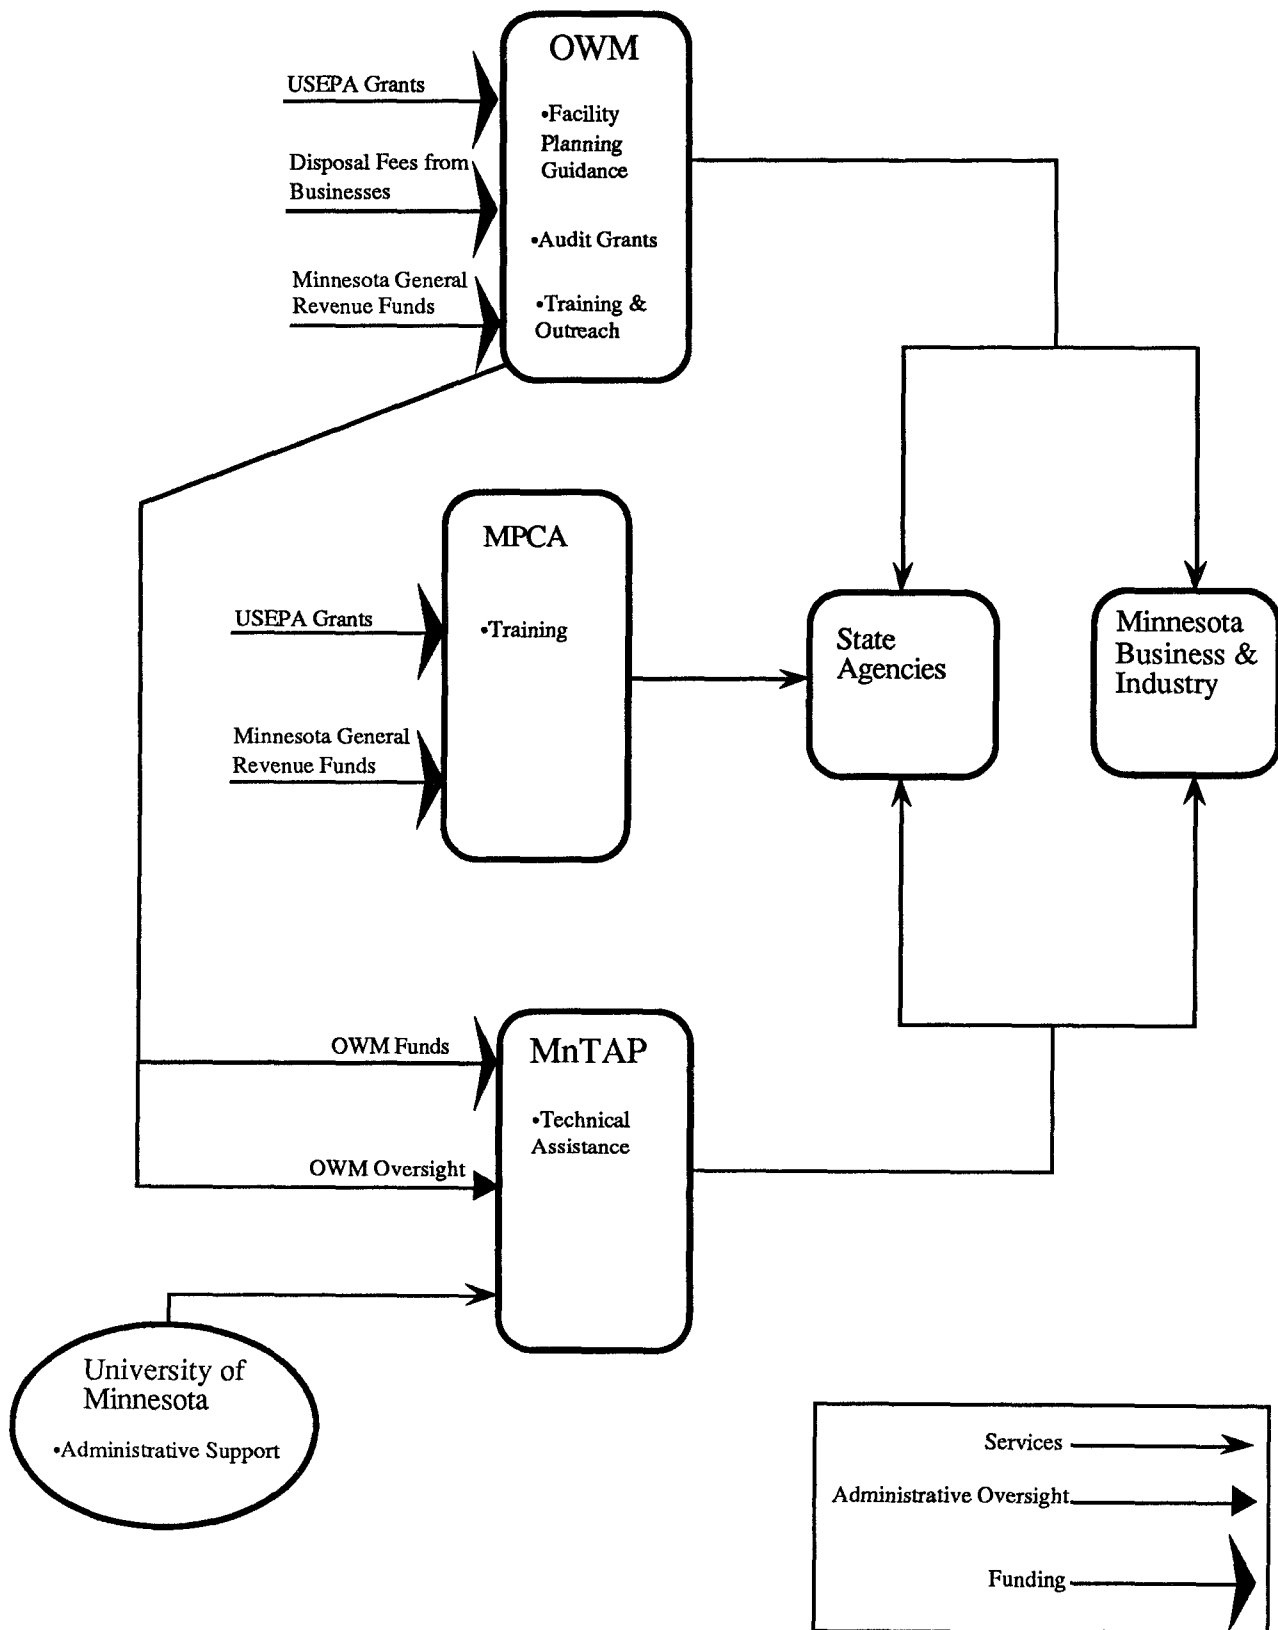 OWM
USEPA Grants
•Facility
Planning
Guidance
Disposal Fees from
Businesses
•Audit Grants
Minnesota General
Revenue Funds
•Training &
Outreach
MPCA
USEPA Grants
•Training
Minnesota General
Revenue Funds
State
Agencies
Minnesota
Business &
Industry
OWM Funds
MnTAP
•Technical
Assistance
OWM Oversight
University of
Minnesota
•Administrative Support
Services
Administrative Oversight
Funding